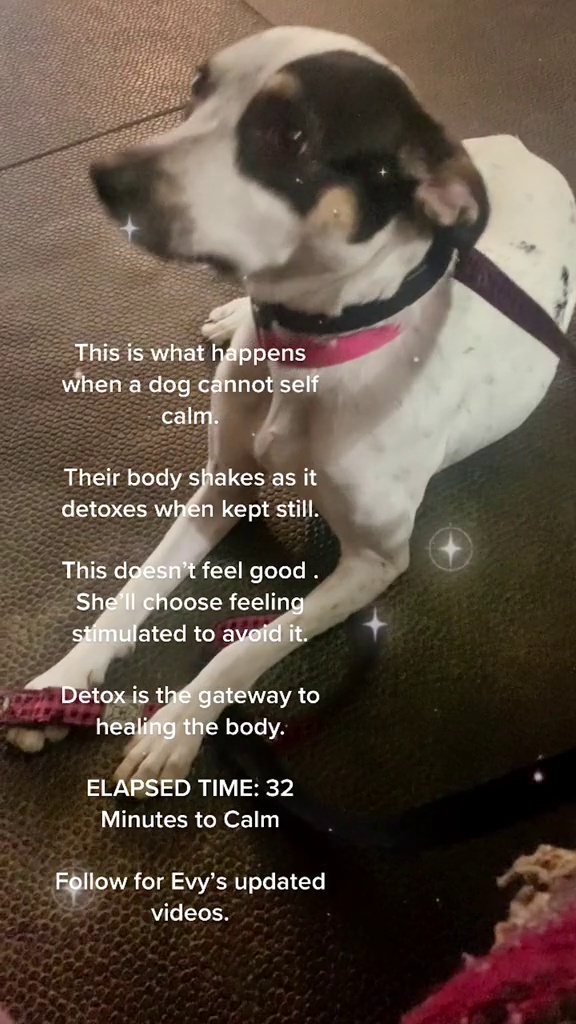 This is what happens
when a dog cannot self
calm.
Their body shakes as it
detoxes when kept still.
This doesn't feel good .
She'll choose feeling
stimulated to avoid it.
Detox is the gateway to
healing the body.
ELAPSED TIME: 32
Minutes to Calm
Follow for Evy's updated
videos.